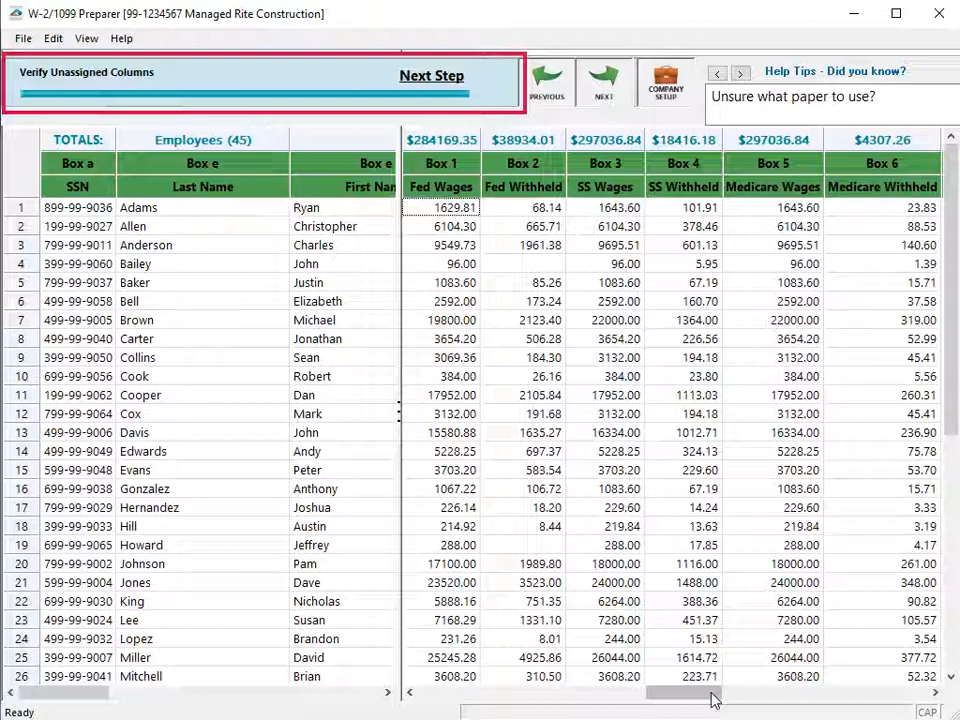 W-2/1099 Preparer [99-1234567 Managed Rite Construction]
File Edit View Help
Verify Unassigned Columns
Next Step
PREVIOUS
NEXT
COMPANY
SETUP
Help Tips - Did you know?
Unsure what paper to use?
TOTALS: Employees (45) $284169.35 $38934.01 $297036.84 $18416.18 $297036.84 $4307.26
Box a Box e Box e Box 1 Box 2 Box 3 Box 4 Box 5 Box 6
SSN Last Name First Nan Fed Wages Fed Withheld SS Wages SS Withheld Medicare Wages Medicare Withheld
1 899-99-9036 Adams Ryan 1629.81 68.14 1643.60 101.91 1643.60 23.83
2 199-99-9027 Allen Christopher 6104.30 665.71 6104.30 378.46 6104.30 88.53
3 799-99-9011 Anderson Charles 9549.73 1961.38 9695.51 601.13 9695.51 140.60
4 399-99-9060 Bailey John 96.00 96.00 5.95 96.00 1.39
5 799-99-9037 Baker Justin 1083.60 85.26 1083.60 67.19 1083.60 15.71
6 499-99-9058 Bell Elizabeth 2592.00 173.24 2592.00 160.70 2592.00 37.58
7 499-99-9005 Brown Michael 19800.00 2123.40 22000.00 1364.00 22000.00 319.00
8 499-99-9040 Carter Jonathan 3654.20 506.28 3654.20 226.56 3654.20 52.99
9 399-99-9050 Collins Sean 3069.36 184.30 3132.00 194.18 3132.00 45.41
10 699-99-9056 Cook Robert 384.00 26.16 384.00 23.80 384.00 5.56
11 199-99-9062 Cooper Dan 17952.00 2105.84 17952.00 1113.03 17952.00 260.31
12 799-99-9064 Cox Mark 3132.00 191.68 3132.00 194.18 3132.00 45.41
13 499-99-9006 Davis John 15580.88 1635.27 16334.00 1012.71 16334.00 236.90
14 499-99-9049 Edwards Andy 5228.25 697.37 5228.25 324.13 5228.25 75.78
15 599-99-9048 Evans Peter 3703.20 583.54 3703.20 229.60 3703.20 53.70
16 699-99-9038 Gonzalez Anthony 1067.22 106.72 1083.60 67.19 1083.60 15.71
17 799-99-9029 Hernandez Joshua 226.14 18.20 229.60 14.24 229.60 3.33
18 399-99-9033 Hill Austin 214.92 8.44 219.84 13.63 219.84 3.19
19 699-99-9065 Howard Jeffrey 288.00 288.00 17.85 288.00 4.17
20 799-99-9002 Johnson Pam 17100.00 1989.80 18000.00 1116.00 18000.00 261.00
21 599-99-9004 Jones Dave 23520.00 3523.00 24000.00 1488.00 24000.00 348.00
22 699-99-9030 King Nicholas 5888.16 751.35 6264.00 388.36 6264.00 90.82
23 499-99-9024 Lee Susan 7168.29 1331.10 7280.00 451.37 7280.00 105.57
24 499-99-9032 Lopez Brandon 231.26 8.01 244.00 15.13 244.00 3.54
25 399-99-9007 Miller David 25245.28 4925.86 26044.00 1614.72 26044.00 377.72
26 399-99-9041 Mitchell Brian 3608.20 310.50 3608.20 223.71 3608.20 52.32
Ready
CAP